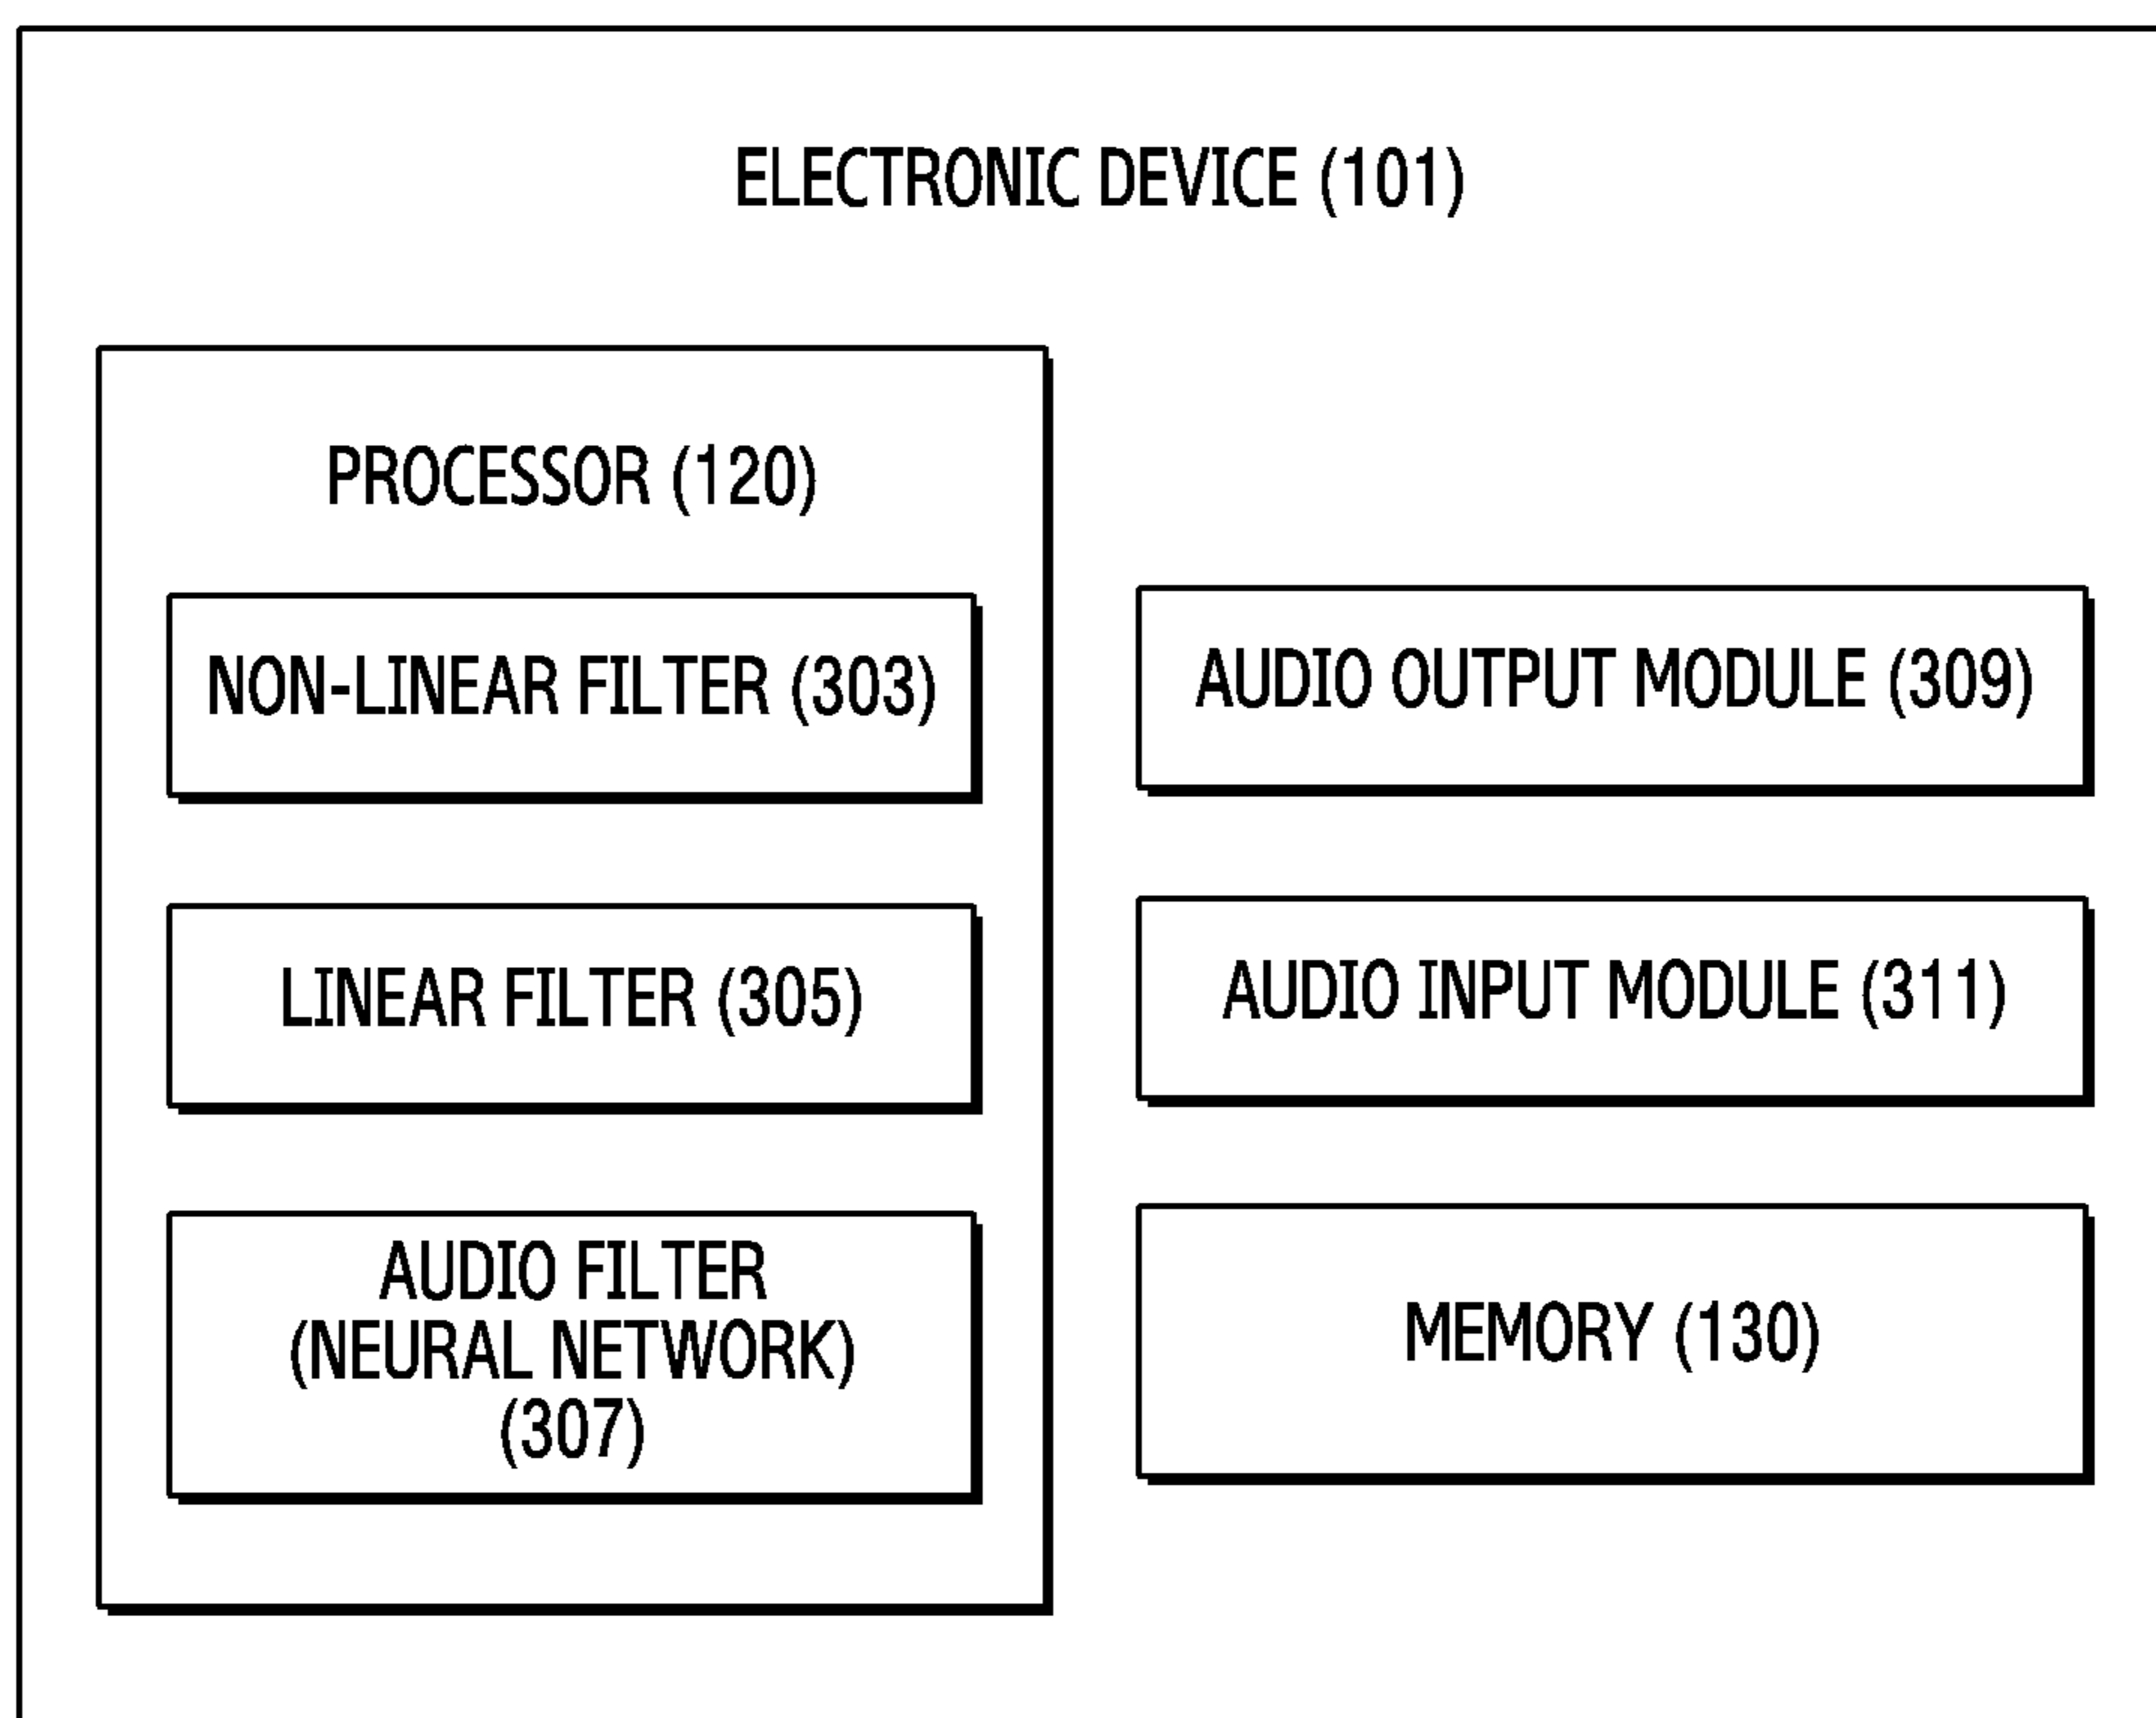 ELECTRONIC DEVICE (101)
PROCESSOR (120)
NON-LINEAR FILTER (303)
LINEAR FILTER (305)
AUDIO FILTER
(NEURAL NETWORK)
(307)
AUDIO OUTPUT MODULE (309)
AUDIO INPUT MODULE (311)
MEMORY (130)